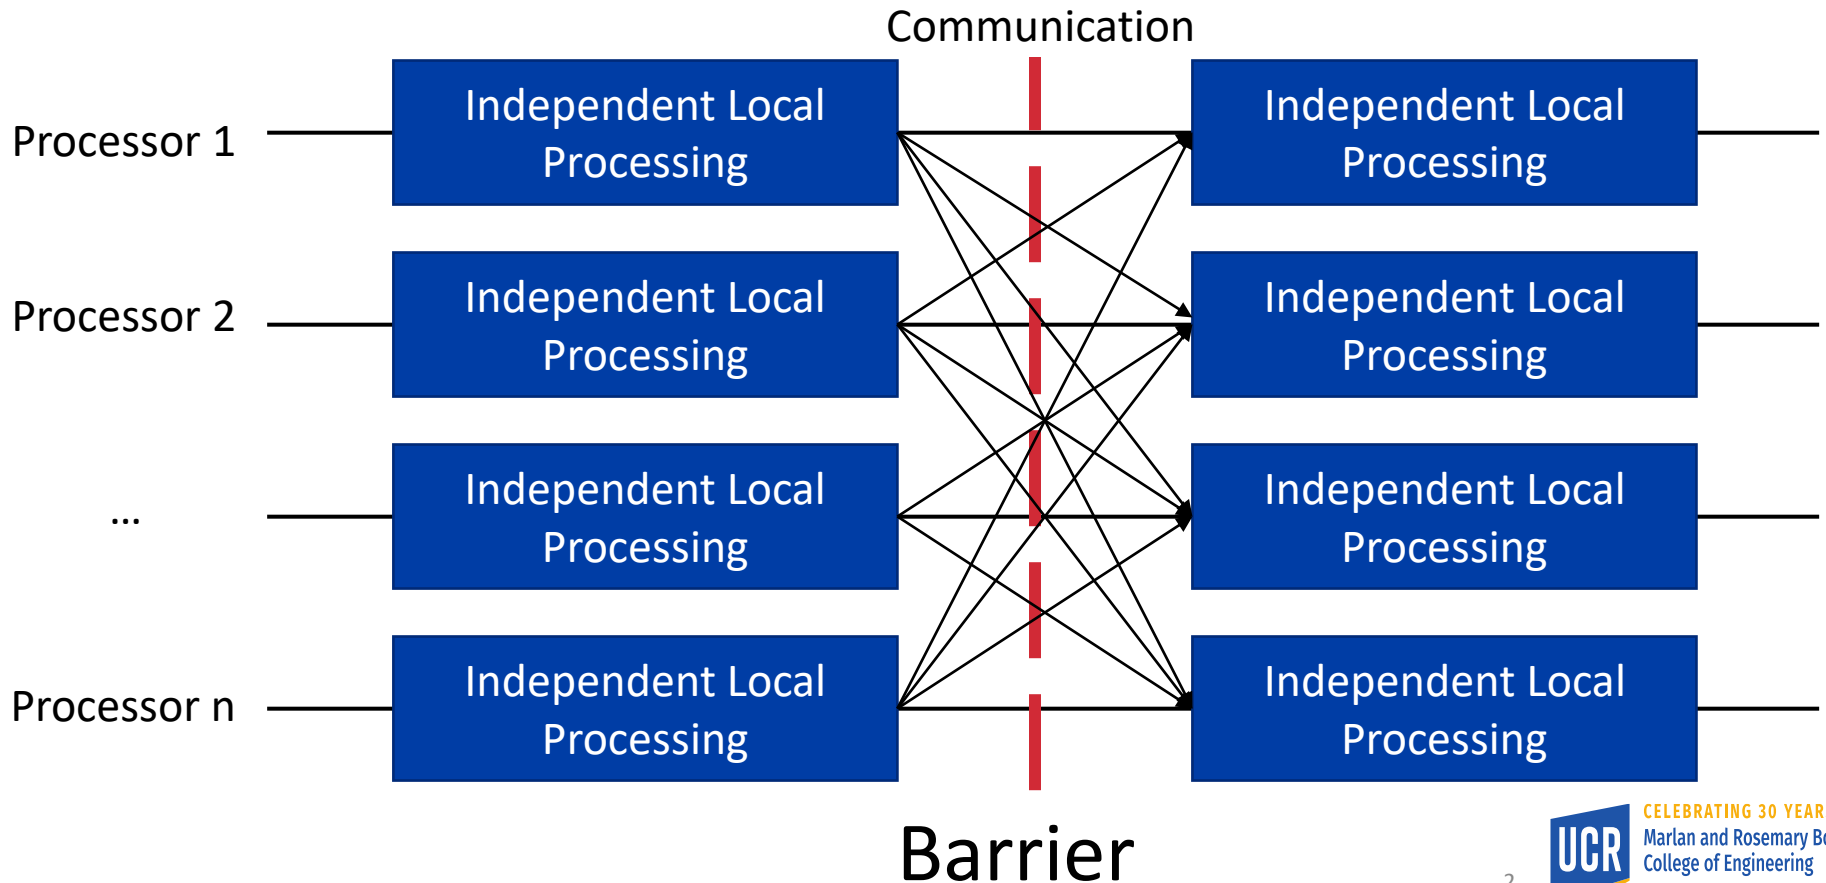 Communication
Processor 1
Independent Local
Processing
Independent Local
Processing
Processor 2
Independent Local
Processing
Independent Local
Processing
...
Independent Local
Processing
Independent Local
Processing
Processor n
Independent Local
Processing
Independent Local
Processing
Barrier
2
UCR
CELEBRATING 30 YEAR
Marlan and Rosemary Bo
College of Engineering